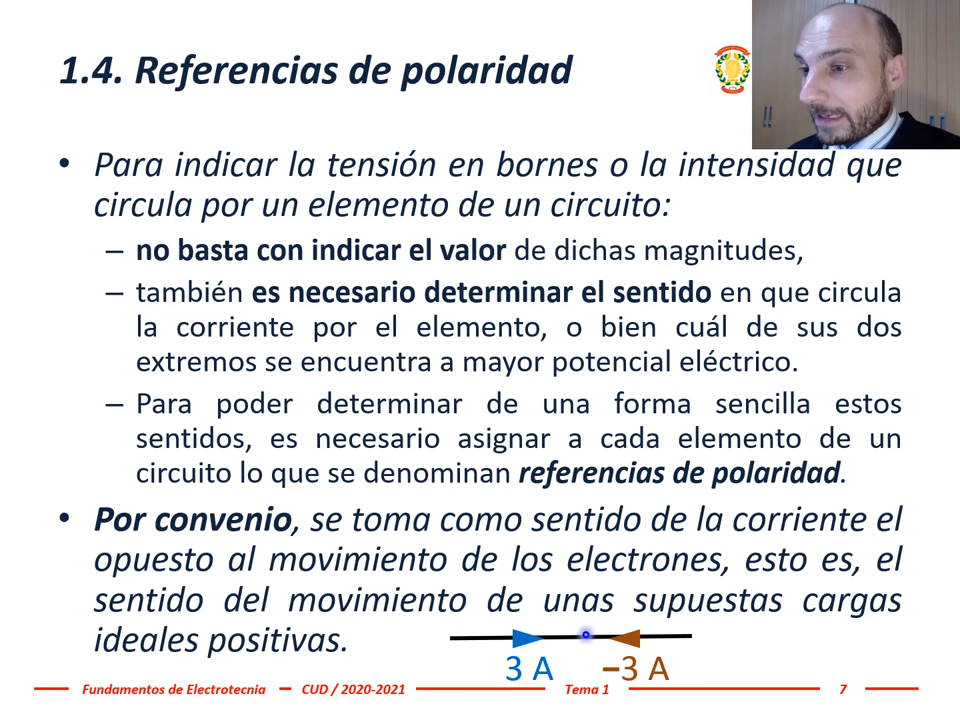 1.4. Referencias de polaridad
• Para indicar la tensión en bornes o la intensidad que
circula por un elemento de un circuito:
– no basta con indicar el valor de dichas magnitudes,
– también es necesario determinar el sentido en que circula
la corriente por el elemento, o bien cuál de sus dos
extremos se encuentra a mayor potencial eléctrico.
– Para poder determinar de una forma sencilla estos
sentidos, es necesario asignar a cada elemento de un
circuito lo que se denominan referencias de polaridad.
• Por convenio, se toma como sentido de la corriente el
opuesto al movimiento de los electrones, esto es, el
sentido del movimiento de unas supuestas cargas
ideales positivas.
3 A −3 A
Fundamentos de Electrotecnia CUD / 2020-2021 Tema 1 7